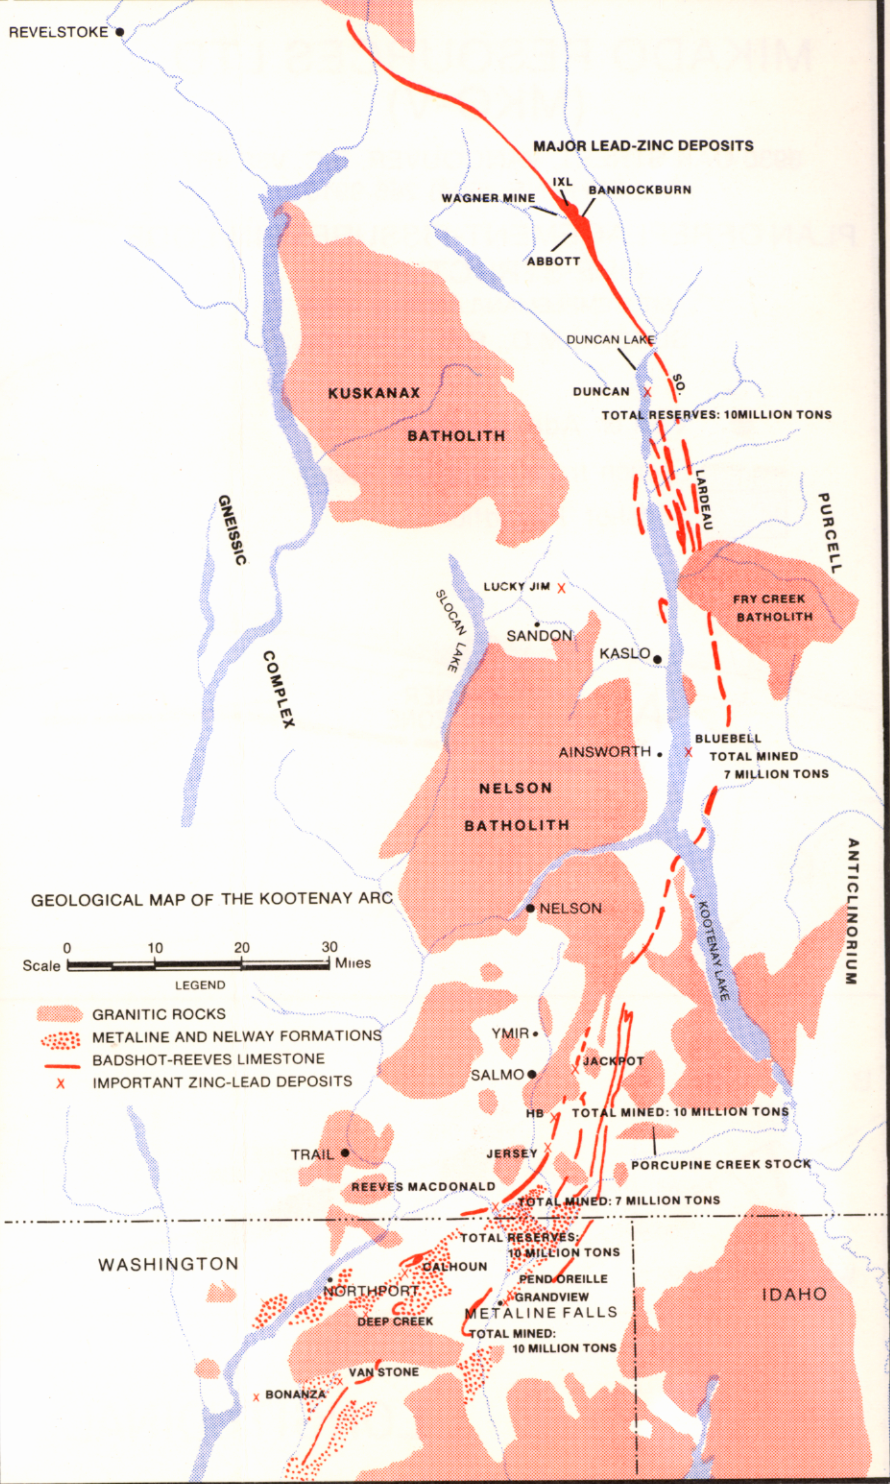 REVELSTOKE
MAJOR LEAD-ZINC DEPOSITS
IXL
WAGNER MINE
BANNOCKBURN
ABBOTT
DUNCAN LAKE
SO.
DUNCAN
TOTAL RESERVES: 10MILLION TONS
KUSKANAX
BATHOLITH
LARDEAU
PURCELL
GNEISSIC
LUCKY JIM
SLOCAN LAKE
FRY CREEK
BATHOLITH
SANDON
KASLO
COMPLEX
BLUEBELL
AINSWORTH
TOTAL MINED
7 MILLION TONS
NELSON
BATHOLITH
ANTICLINORIUM
GEOLOGICAL MAP OF THE KOOTENAY ARC
NELSON
KOOTENAY LAKE
0 10 20 30
Scale Miles
LEGEND
GRANITIC ROCKS
METALINE AND NELWAY FORMATIONS
BADSHOT-REEVES LIMESTONE
IMPORTANT ZINC-LEAD DEPOSITS
YMIR
JACKPOT
SALMO
HB TOTAL MINED: 10 MILLION TONS
TRAIL
JERSEY
PORCUPINE CREEK STOCK
REEVES MACDONALD
TOTAL MINED: 7 MILLION TONS
TOTAL RESERVES:
10 MILLION TONS
WASHINGTON
CALHOUN
PEND OREILLE
NORTHPORT
GRANDVIEW
IDAHO
METALINE FALLS
DEEP CREEK
TOTAL MINED:
10 MILLION TONS
VAN STONE
BONANZA